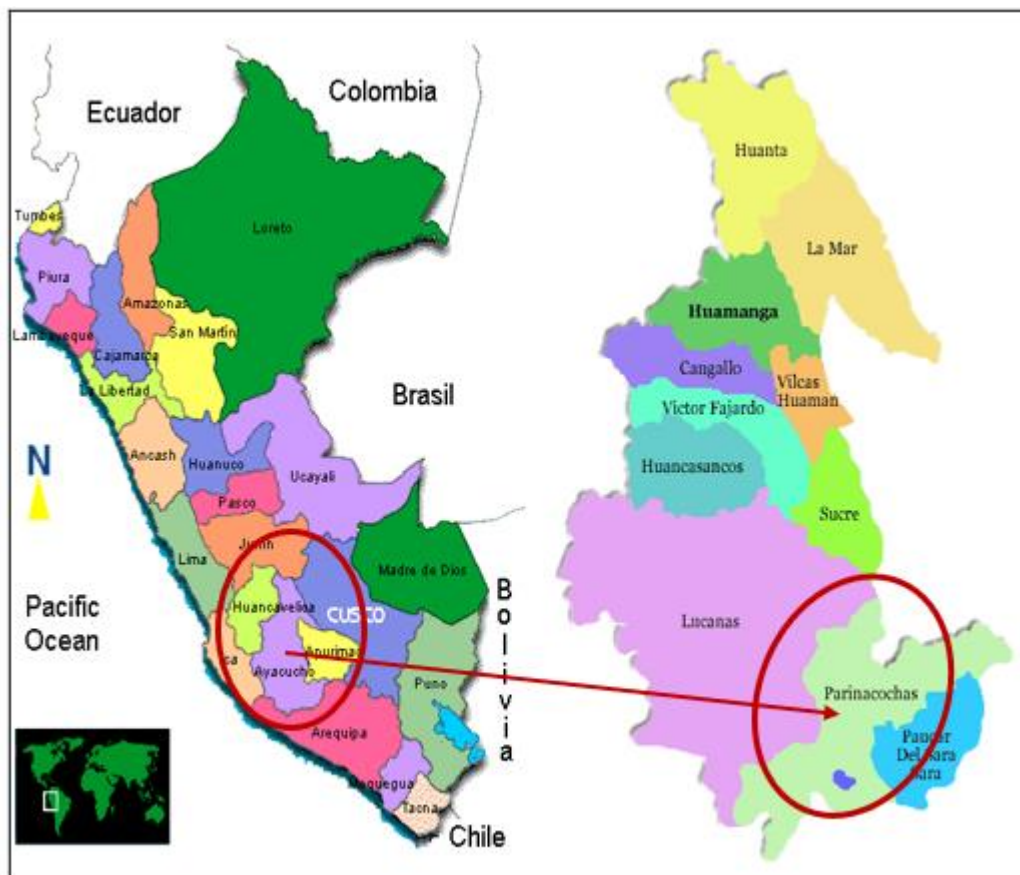 Ecuador
Colombia
Tumbes
Loreto
Piura
Amazonas
San Martin
Lambayeque
Cajamarca
La Libertad
Brasil
Ancash
Huanuco
Ucayali
N
Pasco
Lima
Junin
Madre de Dios
Pacific
Ocean
Huancavelica
CUSCO
Apurimac
Ica
Ayacucho
Puno
Bolivia
Arequipa
Moquegua
Tacna
Chile
Huanta
La Mar
Huamanga
Cangallo
Vilcas
Huaman
Victor Fajardo
Huancasancos
Sucre
Lucanas
Parinacochas
Paucar
Del Sara
Sara